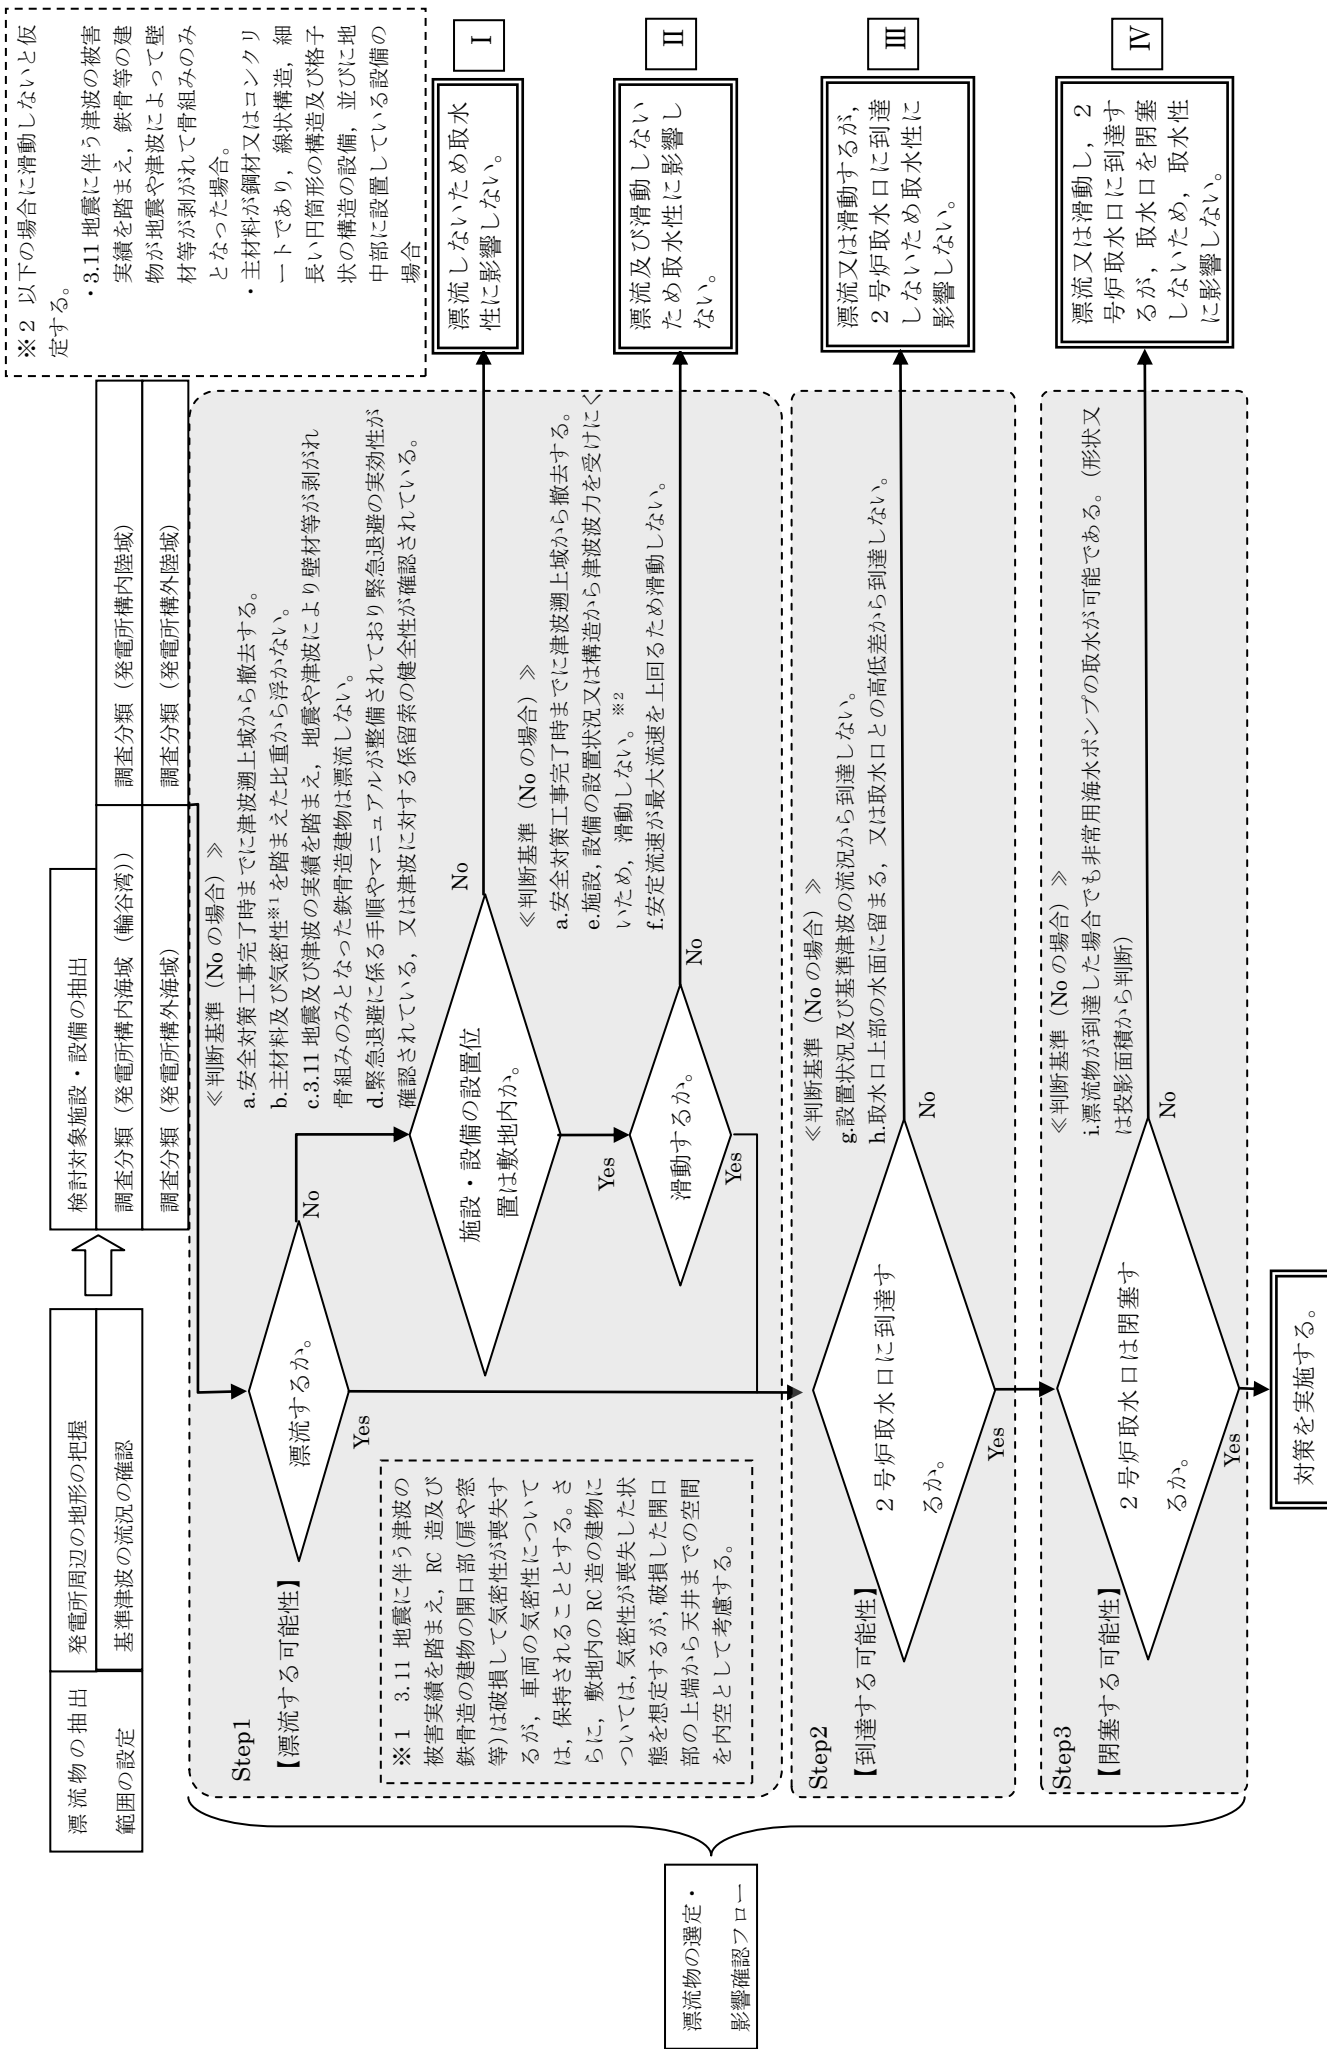 漂流物の抽出
範囲の設定
発電所周辺の地形の把握
基準津波の流況の確認
検討対象施設・設備の抽出
調査分類（発電所構内海域（輪谷湾））
調査分類（発電所構内陸域）
調査分類（発電所構外海域）
調査分類（発電所構外陸域）
※２ 以下の場合に滑動しないと仮
定する。
・3.11 地震に伴う津波の被害
実績を踏まえ，鉄骨等の建
物が地震や津波によって壁
材等が剥がれて骨組みのみ
となった場合。
・主材料が鋼材又はコンクリ
ートであり，線状構造，細
長い円筒形の構造及び格子
状の構造の設備，並びに地
中部に設置している設備の
場合
漂流物の選定・
影響確認フロー
Step1
【漂流する可能性】
漂流するか。
No
Yes
≪判断基準（No の場合）≫
a.安全対策工事完了時までに津波遡上域から撤去する。
b.主材料及び気密性※1 を踏まえた比重から浮かない。
c.3.11 地震及び津波の実績を踏まえ，地震や津波により壁材等が剥がれ
骨組みのみとなった鉄骨造建物は漂流しない。
d.緊急退避に係る手順やマニュアルが整備されており緊急退避の実効性が
確認されている，又は津波に対する係留索の健全性が確認されている。
※１ 3.11 地震に伴う津波の
被害実績を踏まえ，RC 造及び
鉄骨造の建物の開口部(扉や窓
等)は破損して気密性が喪失す
るが，車両の気密性について
は，保持されることとする。さ
らに，敷地内の RC 造の建物に
ついては，気密性が喪失した状
態を想定するが，破損した開口
部の上端から天井までの空間
を内空として考慮する。
施設・設備の設置位
置は敷地内か。
No
Yes
漂流しないため取水
性に影響しない。
Ⅰ
≪判断基準（No の場合）≫
a.安全対策工事完了時までに津波遡上域から撤去する。
e.施設，設備の設置状況又は構造から津波波力を受けにく
いため，滑動しない。※2
f.安定流速が最大流速を上回るため滑動しない。
滑動するか。
No
Yes
漂流及び滑動しない
ため取水性に影響し
ない。
Ⅱ
Step2
【到達する可能性】
２号炉取水口に到達す
るか。
No
Yes
≪判断基準（No の場合）≫
g.設置状況及び基準津波の流況から到達しない。
h.取水口上部の水面に留まる，又は取水口との高低差から到達しない。
漂流又は滑動するが，
２号炉取水口に到達
しないため取水性に
影響しない。
Ⅲ
Step3
【閉塞する可能性】
２号炉取水口は閉塞す
るか。
No
Yes
≪判断基準（No の場合）≫
i.漂流物が到達した場合でも非常用海水ポンプの取水が可能である。（形状又
は投影面積から判断）
漂流又は滑動し，２
号炉取水口に到達す
るが，取水口を閉塞
しないため，取水性
に影響しない。
Ⅳ
対策を実施する。